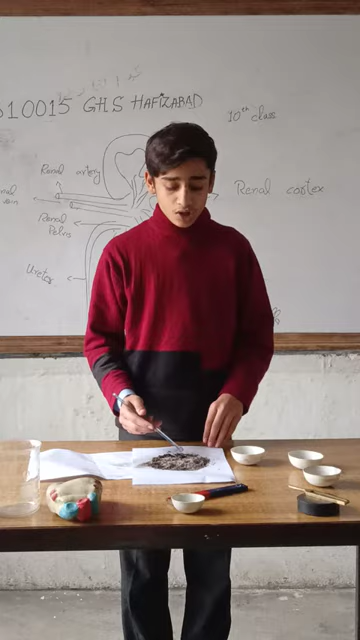 10015 GHS HAFIZABAD
10th class
Renal artery
Renal cortex
Renal
Pelvis
Ureter